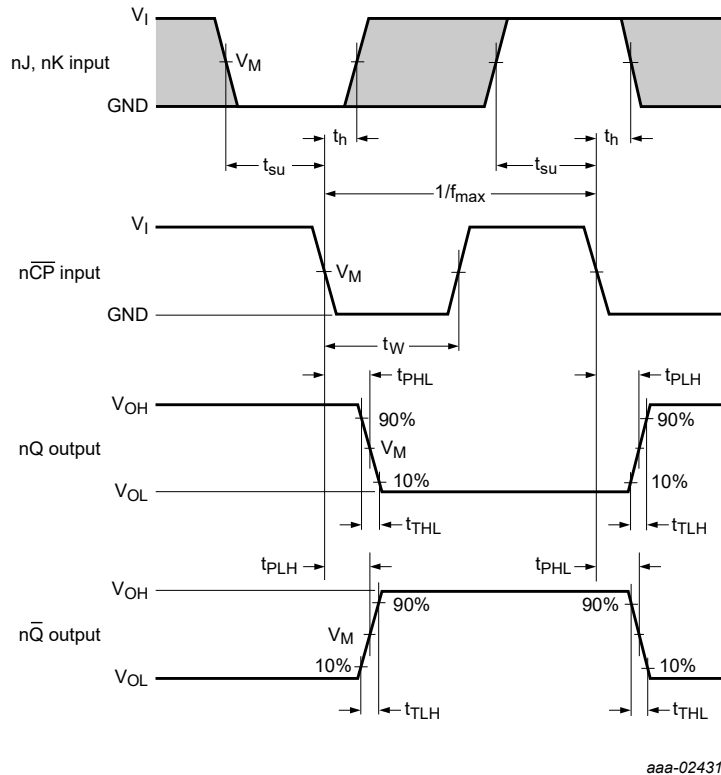 VI
nJ, nK input
VM
GND
th
th
tsu
tsu
1/fmax
VI
nC̅P̅ input
VM
GND
tW
tPHL
tPLH
VOH
90%
90%
nQ output
VM
VOL
10%
10%
tTHL
tTLH
tPLH
tPHL
VOH
90%
90%
nQ̅ output
VM
VOL
10%
10%
tTLH
tTHL
aaa-02431